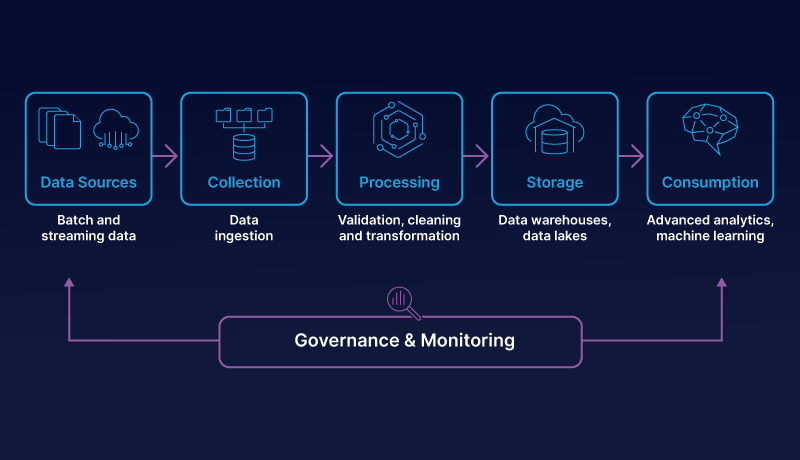 Data Sources
Batch and
streaming data
Collection
Data
ingestion
Processing
Validation, cleaning
and transformation
Storage
Data warehouses,
data lakes
Consumption
Advanced analytics,
machine learning
Governance & Monitoring